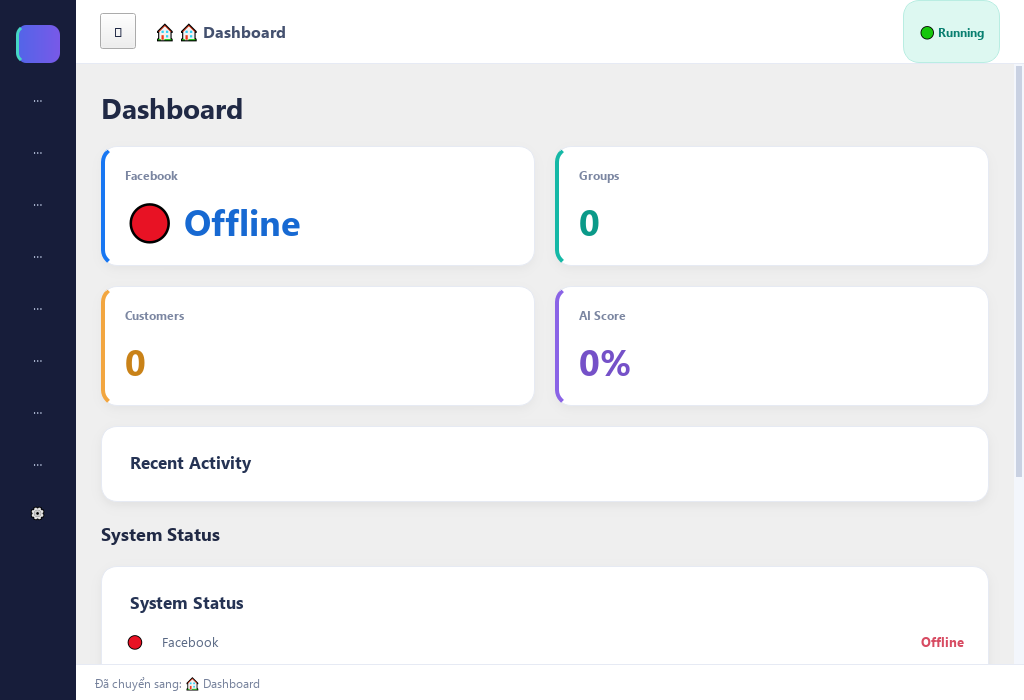 🏠 🏠 Dashboard
Running
Dashboard
Facebook
Offline
Groups
0
Customers
0
AI Score
0%
Recent Activity
System Status
System Status
Facebook
Offline
Đã chuyển sang: 🏠 Dashboard
...
...
...
...
...
...
...
...